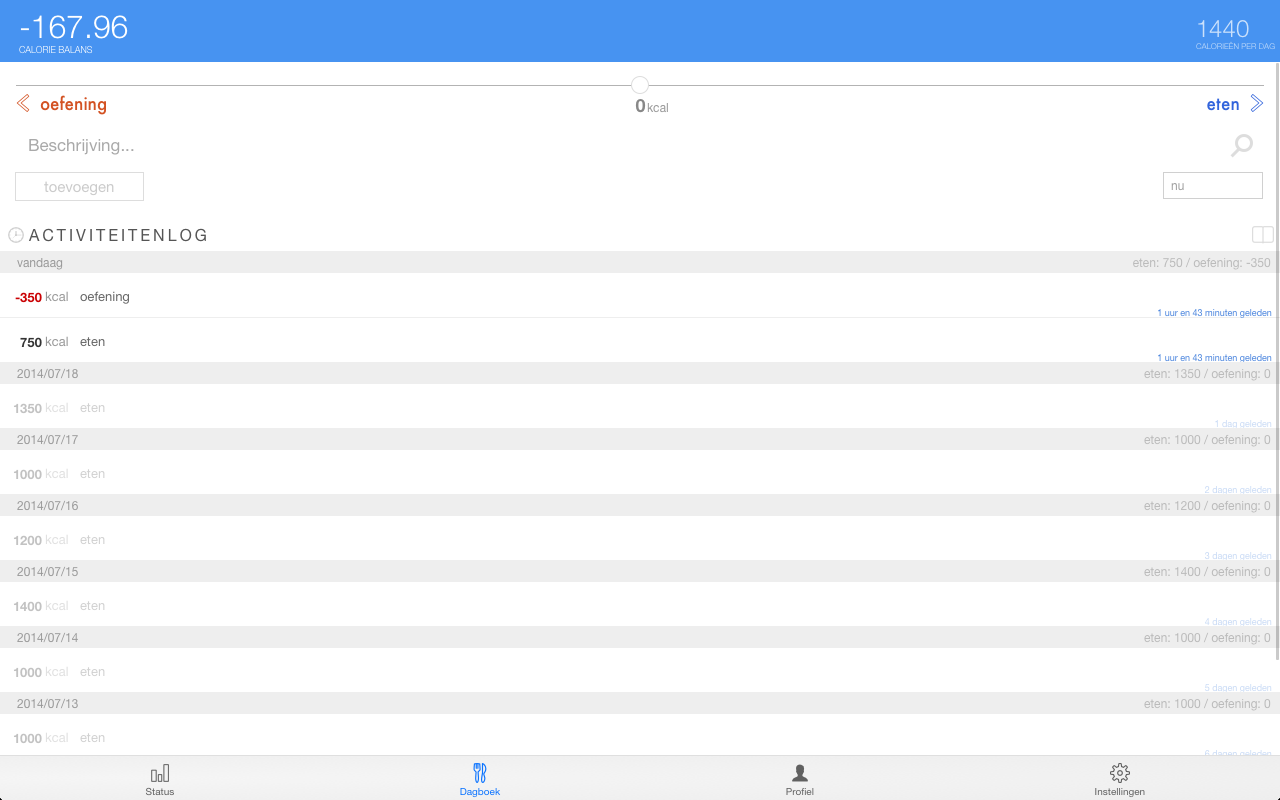 -167.96
CALORIE BALANS
1440
CALORIEËN PER DAG
oefening
0 kcal
eten
Beschrijving...
toevoegen
nu
ACTIVITEITENLOG
vandaag eten: 750 / oefening: -350
-350 kcal oefening
1 uur en 43 minuten geleden
750 kcal eten
1 uur en 43 minuten geleden
2014/07/18 eten: 1350 / oefening: 0
1350 kcal eten
1 dag geleden
2014/07/17 eten: 1000 / oefening: 0
1000 kcal eten
2 dagen geleden
2014/07/16 eten: 1200 / oefening: 0
1200 kcal eten
3 dagen geleden
2014/07/15 eten: 1400 / oefening: 0
1400 kcal eten
4 dagen geleden
2014/07/14 eten: 1000 / oefening: 0
1000 kcal eten
5 dagen geleden
2014/07/13 eten: 1000 / oefening: 0
1000 kcal eten
6 dagen geleden
Status Dagboek Profiel Instellingen